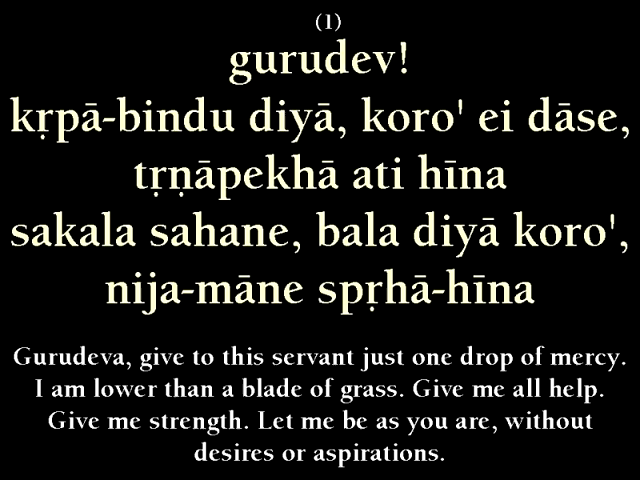 (1)
gurudev!
kṛpā-bindu diyā, koro' ei dāse,
tṛṇāpekhā ati hīna
sakala sahane, bala diyā koro',
nija-māne spṛhā-hīna
Gurudeva, give to this servant just one drop of mercy.
I am lower than a blade of grass. Give me all help.
Give me strength. Let me be as you are, without
desires or aspirations.